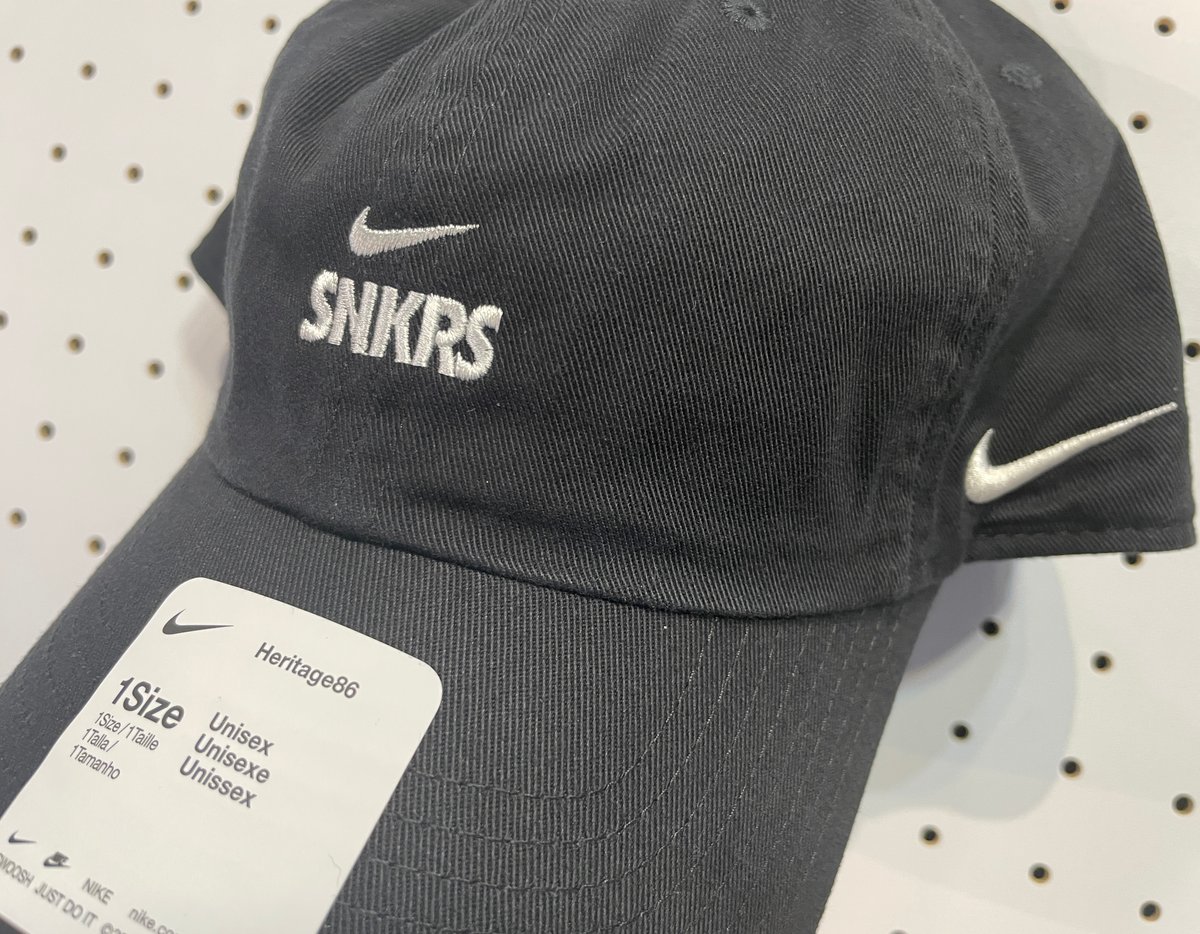 SNKRS
Heritage86
1Size
1Size/1Taille
1Talla/
1Tamanho
Unisex
Unisexe
Unissex
NIKE
JUST DO IT